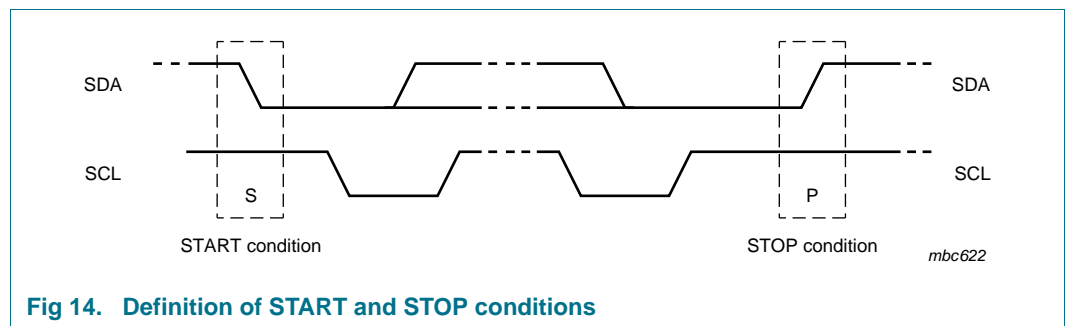 SDA SDA
SCL SCL
S P
START condition STOP condition
mbc622
Fig 14. Definition of START and STOP conditions